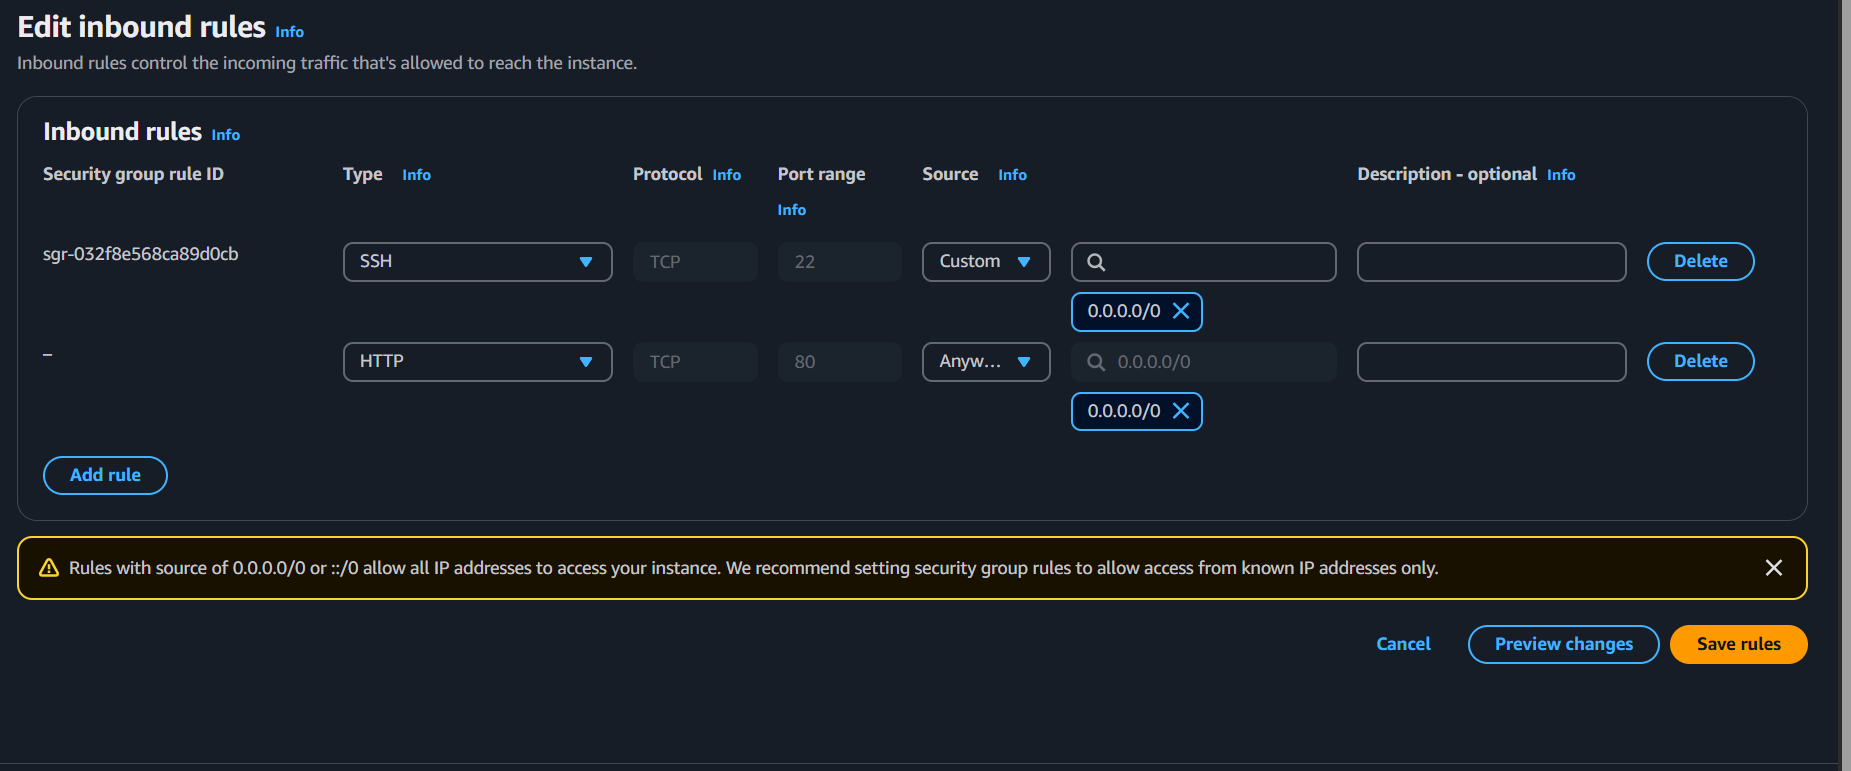 Edit inbound rules Info
Inbound rules control the incoming traffic that's allowed to reach the instance.
Inbound rules Info
Security group rule ID Type Info Protocol Info Port range Info Source Info Description - optional Info
sgr-032f8e568ca89d0cb SSH TCP 22 Custom Delete
0.0.0.0/0
– HTTP TCP 80 Anyw... 0.0.0.0/0 Delete
0.0.0.0/0
Add rule
Rules with source of 0.0.0.0/0 or ::/0 allow all IP addresses to access your instance. We recommend setting security group rules to allow access from known IP addresses only.
Cancel Preview changes Save rules